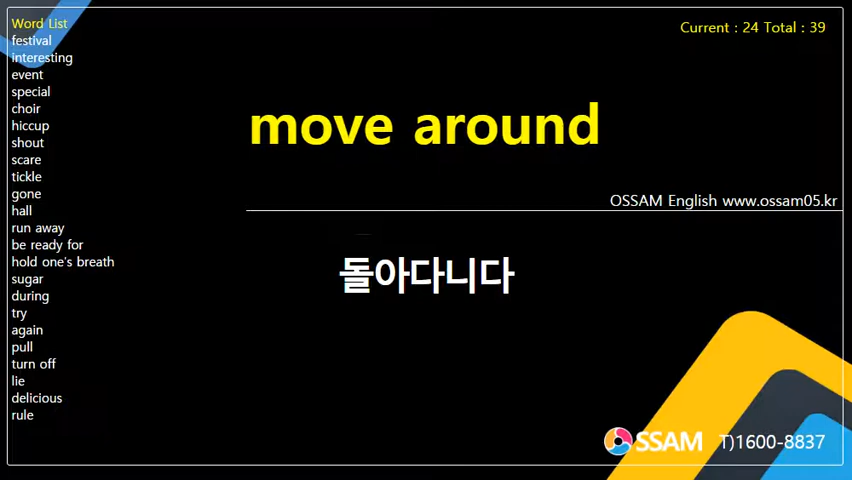 Word List
festival
interesting
event
special
choir
hiccup
shout
scare
tickle
gone
hall
run away
be ready for
hold one's breath
sugar
during
try
again
pull
turn off
lie
delicious
rule
Current : 24 Total : 39
move around
OSSAM English www.ossam05.kr
돌아다니다
OSSAM T)1600-8837